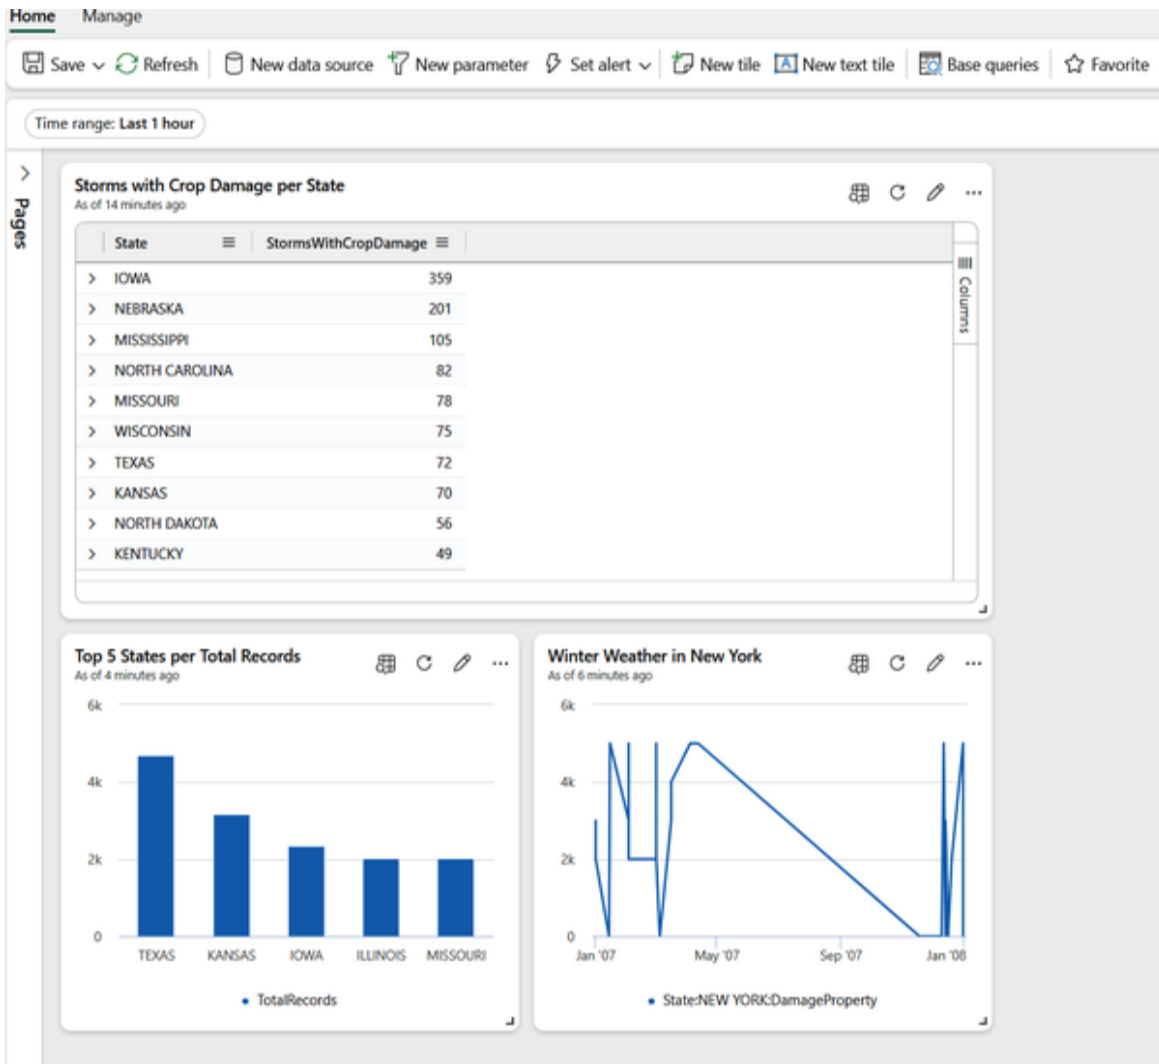 Home Manage
Save Refresh New data source New parameter Set alert New tile New text tile Base queries Favorite
Time range: Last 1 hour
Pages
Storms with Crop Damage per State
As of 14 minutes ago
State StormsWithCropDamage
IOWA 359
NEBRASKA 201
MISSISSIPPI 105
NORTH CAROLINA 82
MISSOURI 78
WISCONSIN 75
TEXAS 72
KANSAS 70
NORTH DAKOTA 56
KENTUCKY 49
Columns
Top 5 States per Total Records
As of 4 minutes ago
6k
4k
2k
0
TEXAS KANSAS IOWA ILLINOIS MISSOURI
TotalRecords
Winter Weather in New York
As of 6 minutes ago
6k
4k
2k
0
Jan '07 May '07 Sep '07 Jan '08
State:NEW YORK:DamageProperty